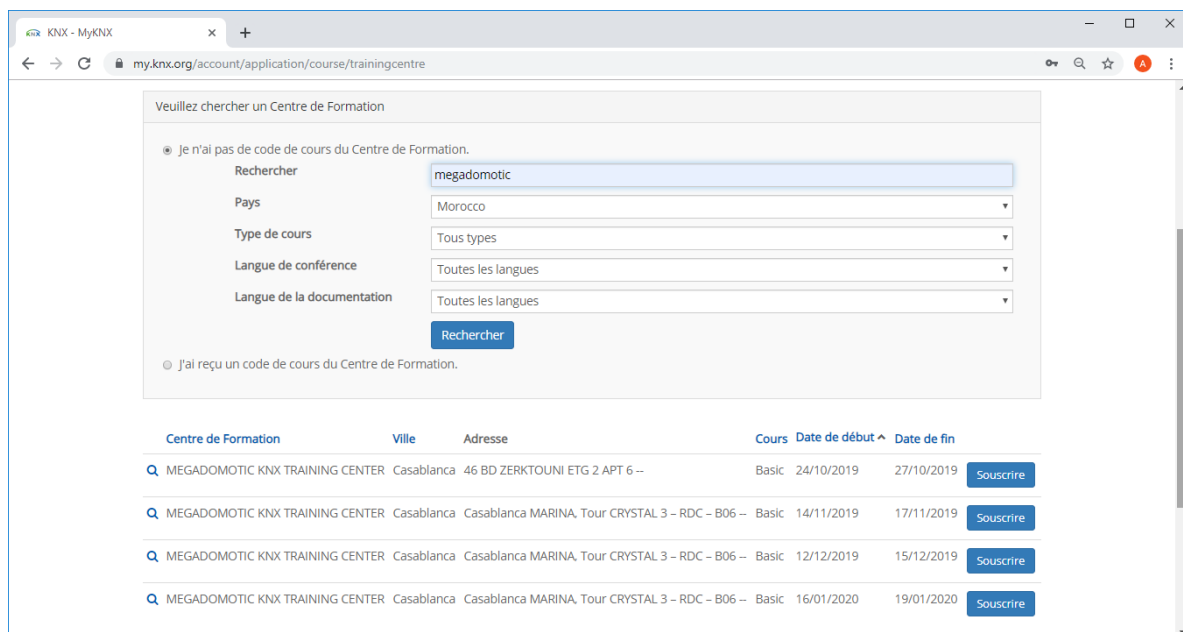 KNX KNX - MyKNX
my.knx.org/account/application/course/trainingcentre
A
Veuillez chercher un Centre de Formation
Je n'ai pas de code de cours du Centre de Formation.
Rechercher megadomotic
Pays Morocco
Type de cours Tous types
Langue de conférence Toutes les langues
Langue de la documentation Toutes les langues
Rechercher
J'ai reçu un code de cours du Centre de Formation.
Centre de Formation Ville Adresse Cours Date de début Date de fin
MEGADOMOTIC KNX TRAINING CENTER Casablanca 46 BD ZERKTOUNI ETG 2 APT 6 -- Basic 24/10/2019 27/10/2019 Souscrire
MEGADOMOTIC KNX TRAINING CENTER Casablanca Casablanca MARINA, Tour CRYSTAL 3 – RDC – B06 -- Basic 14/11/2019 17/11/2019 Souscrire
MEGADOMOTIC KNX TRAINING CENTER Casablanca Casablanca MARINA, Tour CRYSTAL 3 – RDC – B06 -- Basic 12/12/2019 15/12/2019 Souscrire
MEGADOMOTIC KNX TRAINING CENTER Casablanca Casablanca MARINA, Tour CRYSTAL 3 – RDC – B06 -- Basic 16/01/2020 19/01/2020 Souscrire